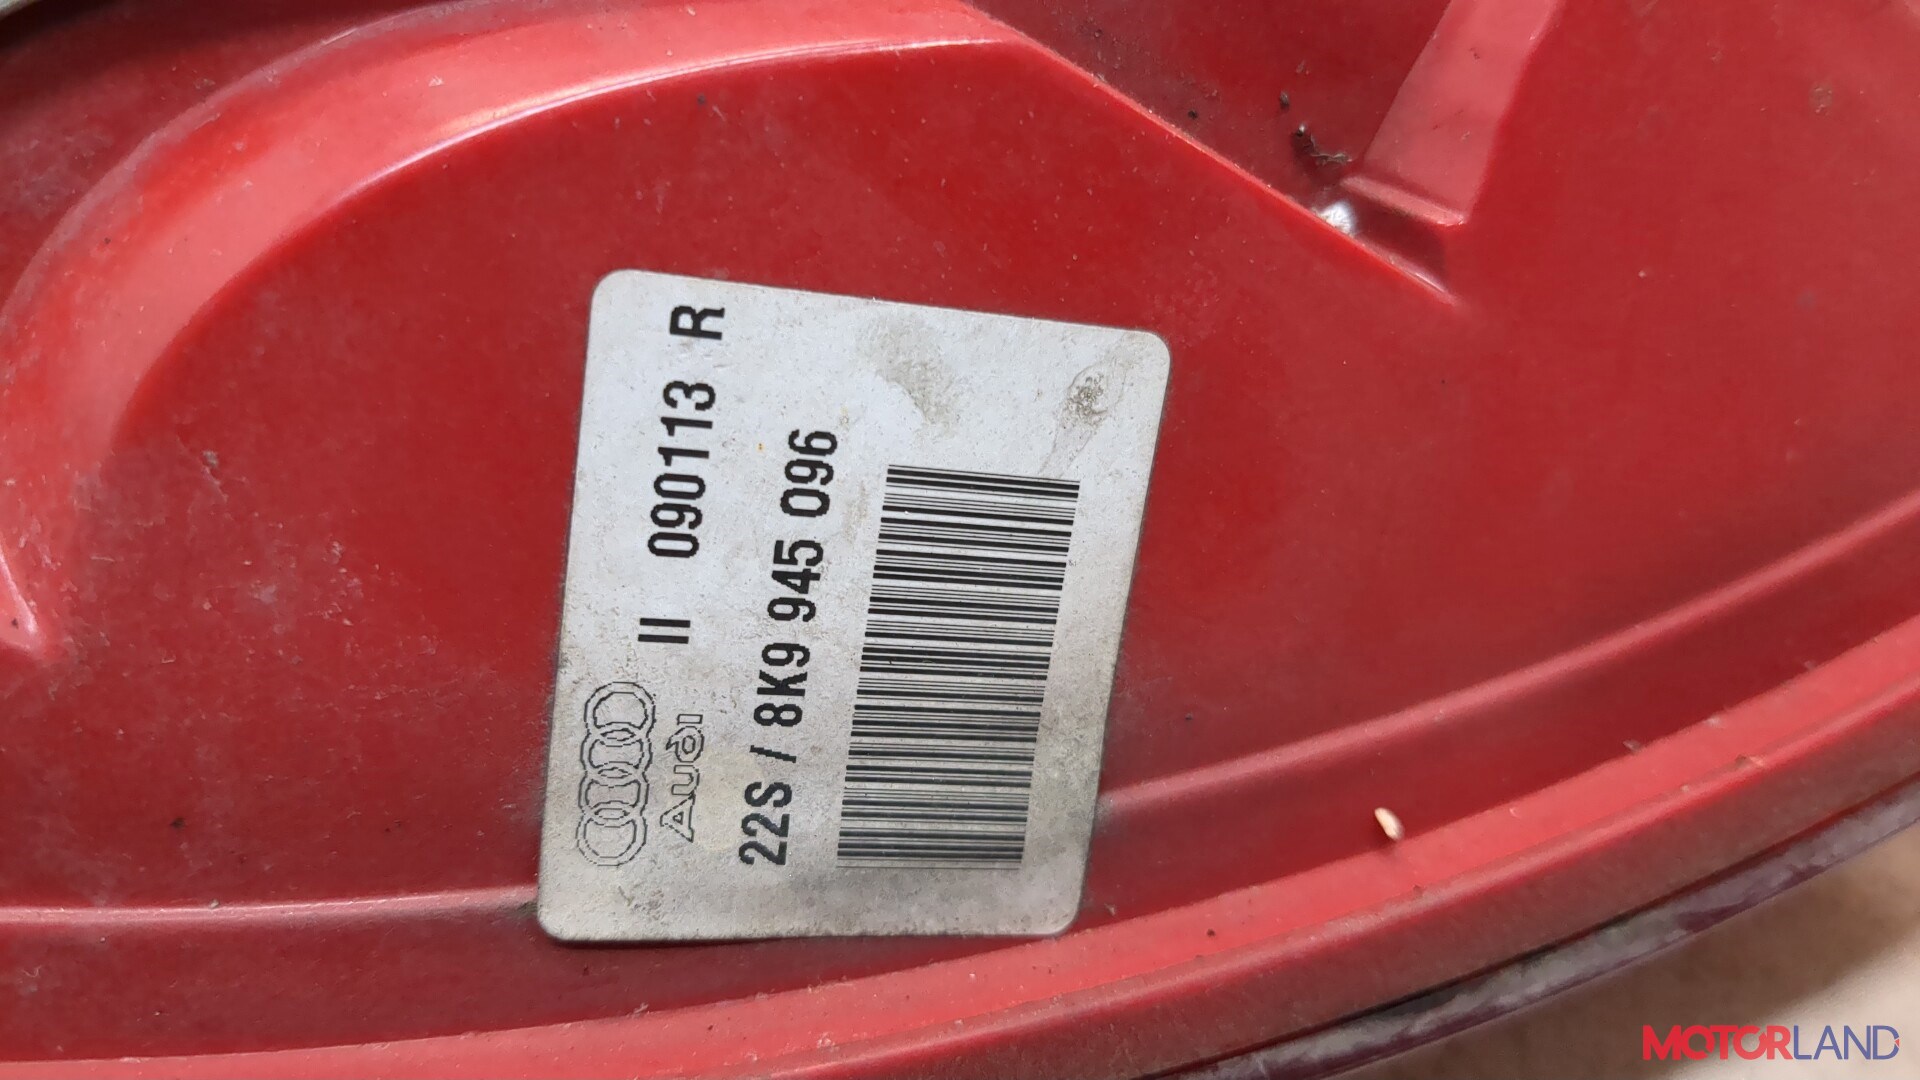 II 090113 R
Audi
22S / 8K9 945 096
MOTORLAND